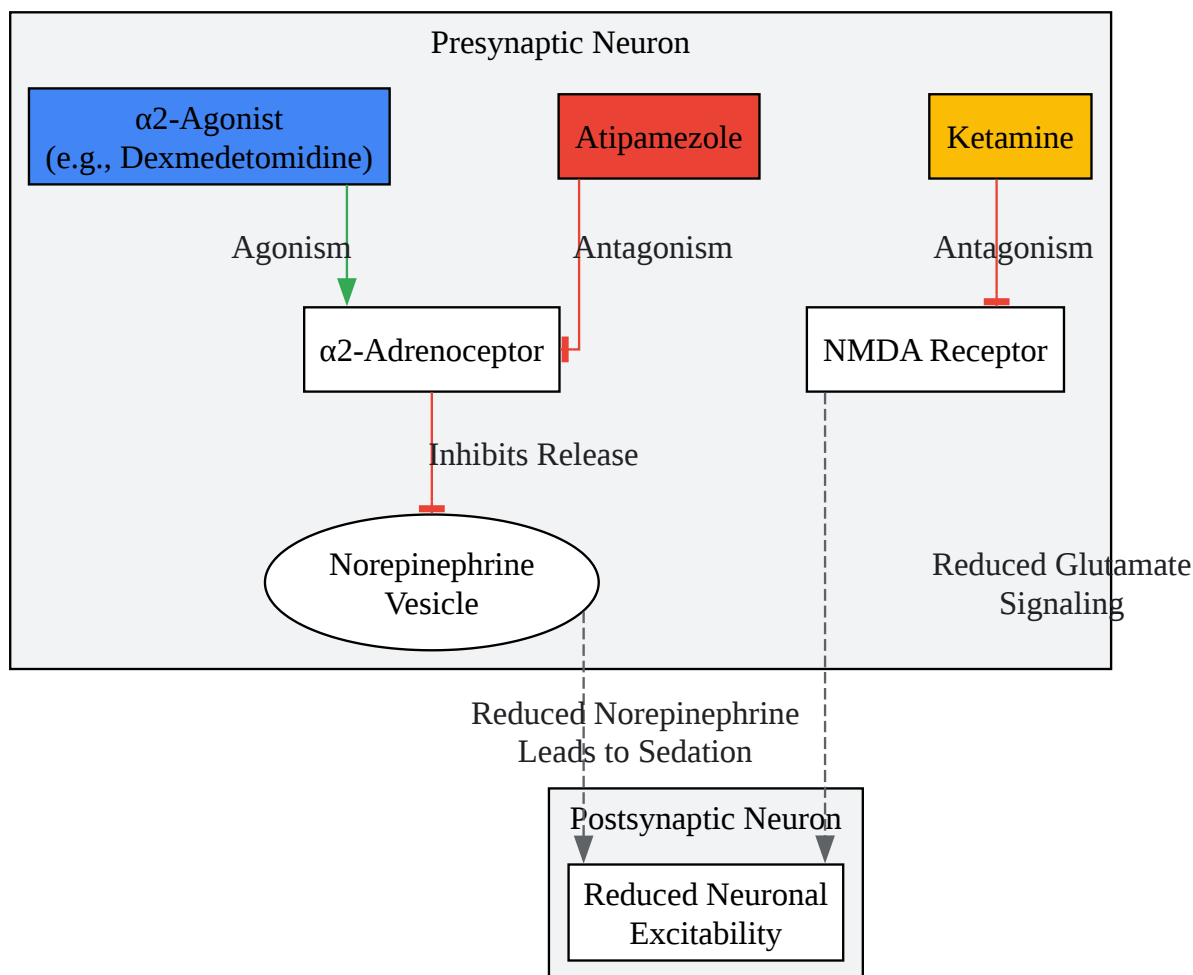 Presynaptic Neuron
α2-Agonist
(e.g., Dexmedetomidine)
Atipamezole
Ketamine
Agonism
Antagonism
Antagonism
α2-Adrenoceptor
NMDA Receptor
Inhibits Release
Norepinephrine
Vesicle
Reduced Glutamate
Signaling
Reduced Norepinephrine
Leads to Sedation
Postsynaptic Neuron
Reduced Neuronal
Excitability